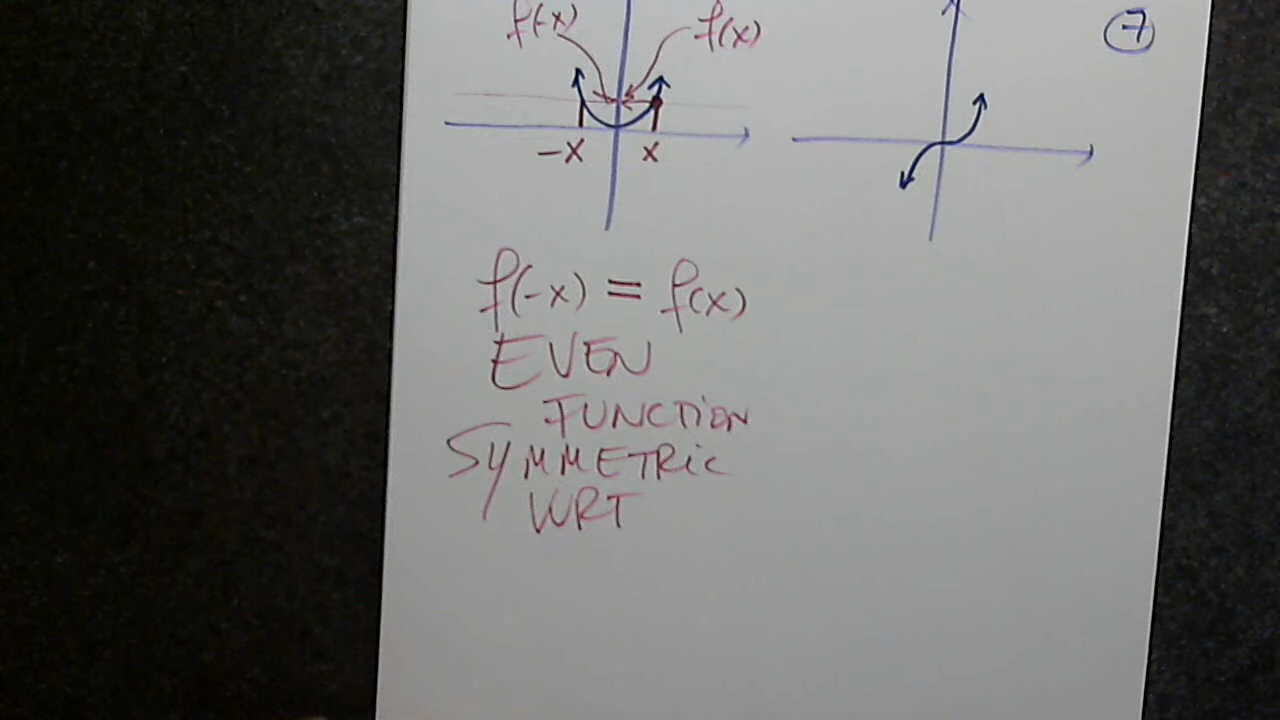 f(-x) f(x) 7
-x x
f(-x) = f(x)
EVEN
FUNCTION
SYMMETRIC
WRT